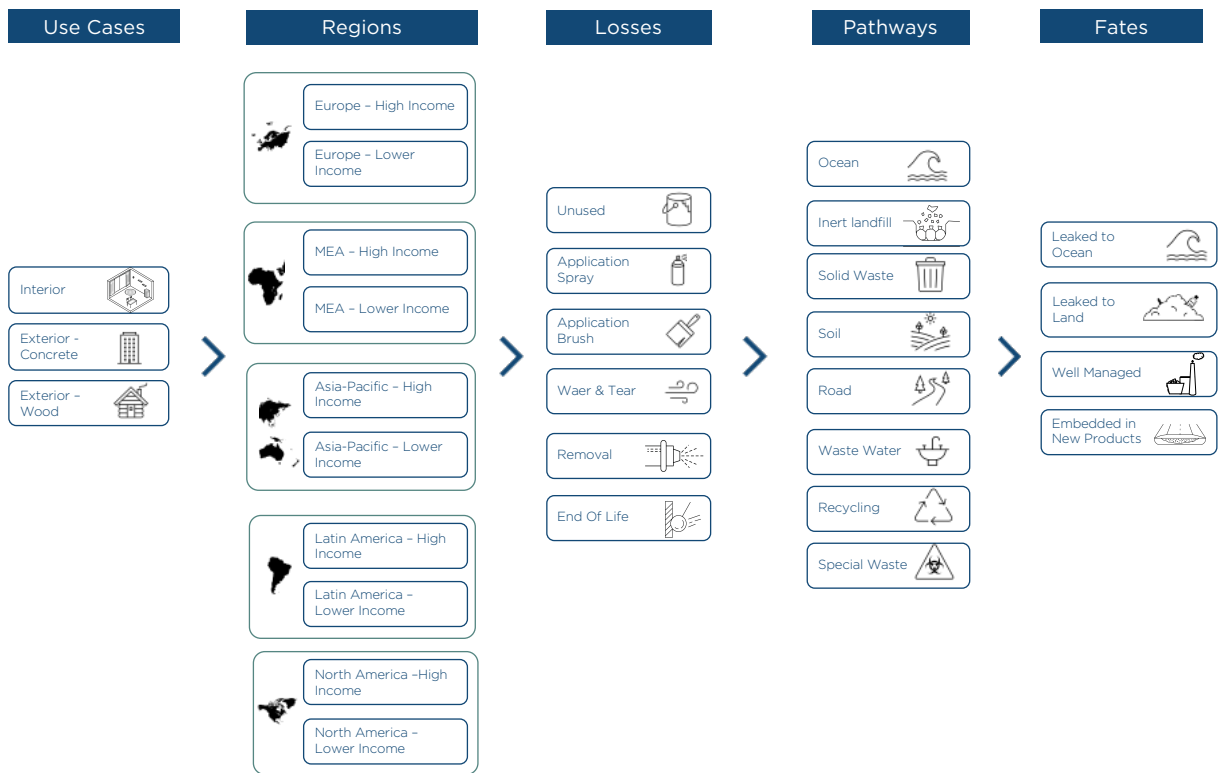 Use Cases
Regions
Losses
Pathways
Fates
Interior
Exterior -
Concrete
Exterior –
Wood
Europe – High Income
Europe – Lower
Income
MEA – High Income
MEA – Lower Income
Asia-Pacific – High
Income
Asia-Pacific – Lower
Income
Latin America – High
Income
Latin America –
Lower Income
North America –High
Income
North America –
Lower Income
Unused
Application
Spray
Application
Brush
Waer & Tear
Removal
End Of Life
Ocean
Inert landfill
Solid Waste
Soil
Road
Waste Water
Recycling
Special Waste
Leaked to
Ocean
Leaked to
Land
Well Managed
Embedded in
New Products